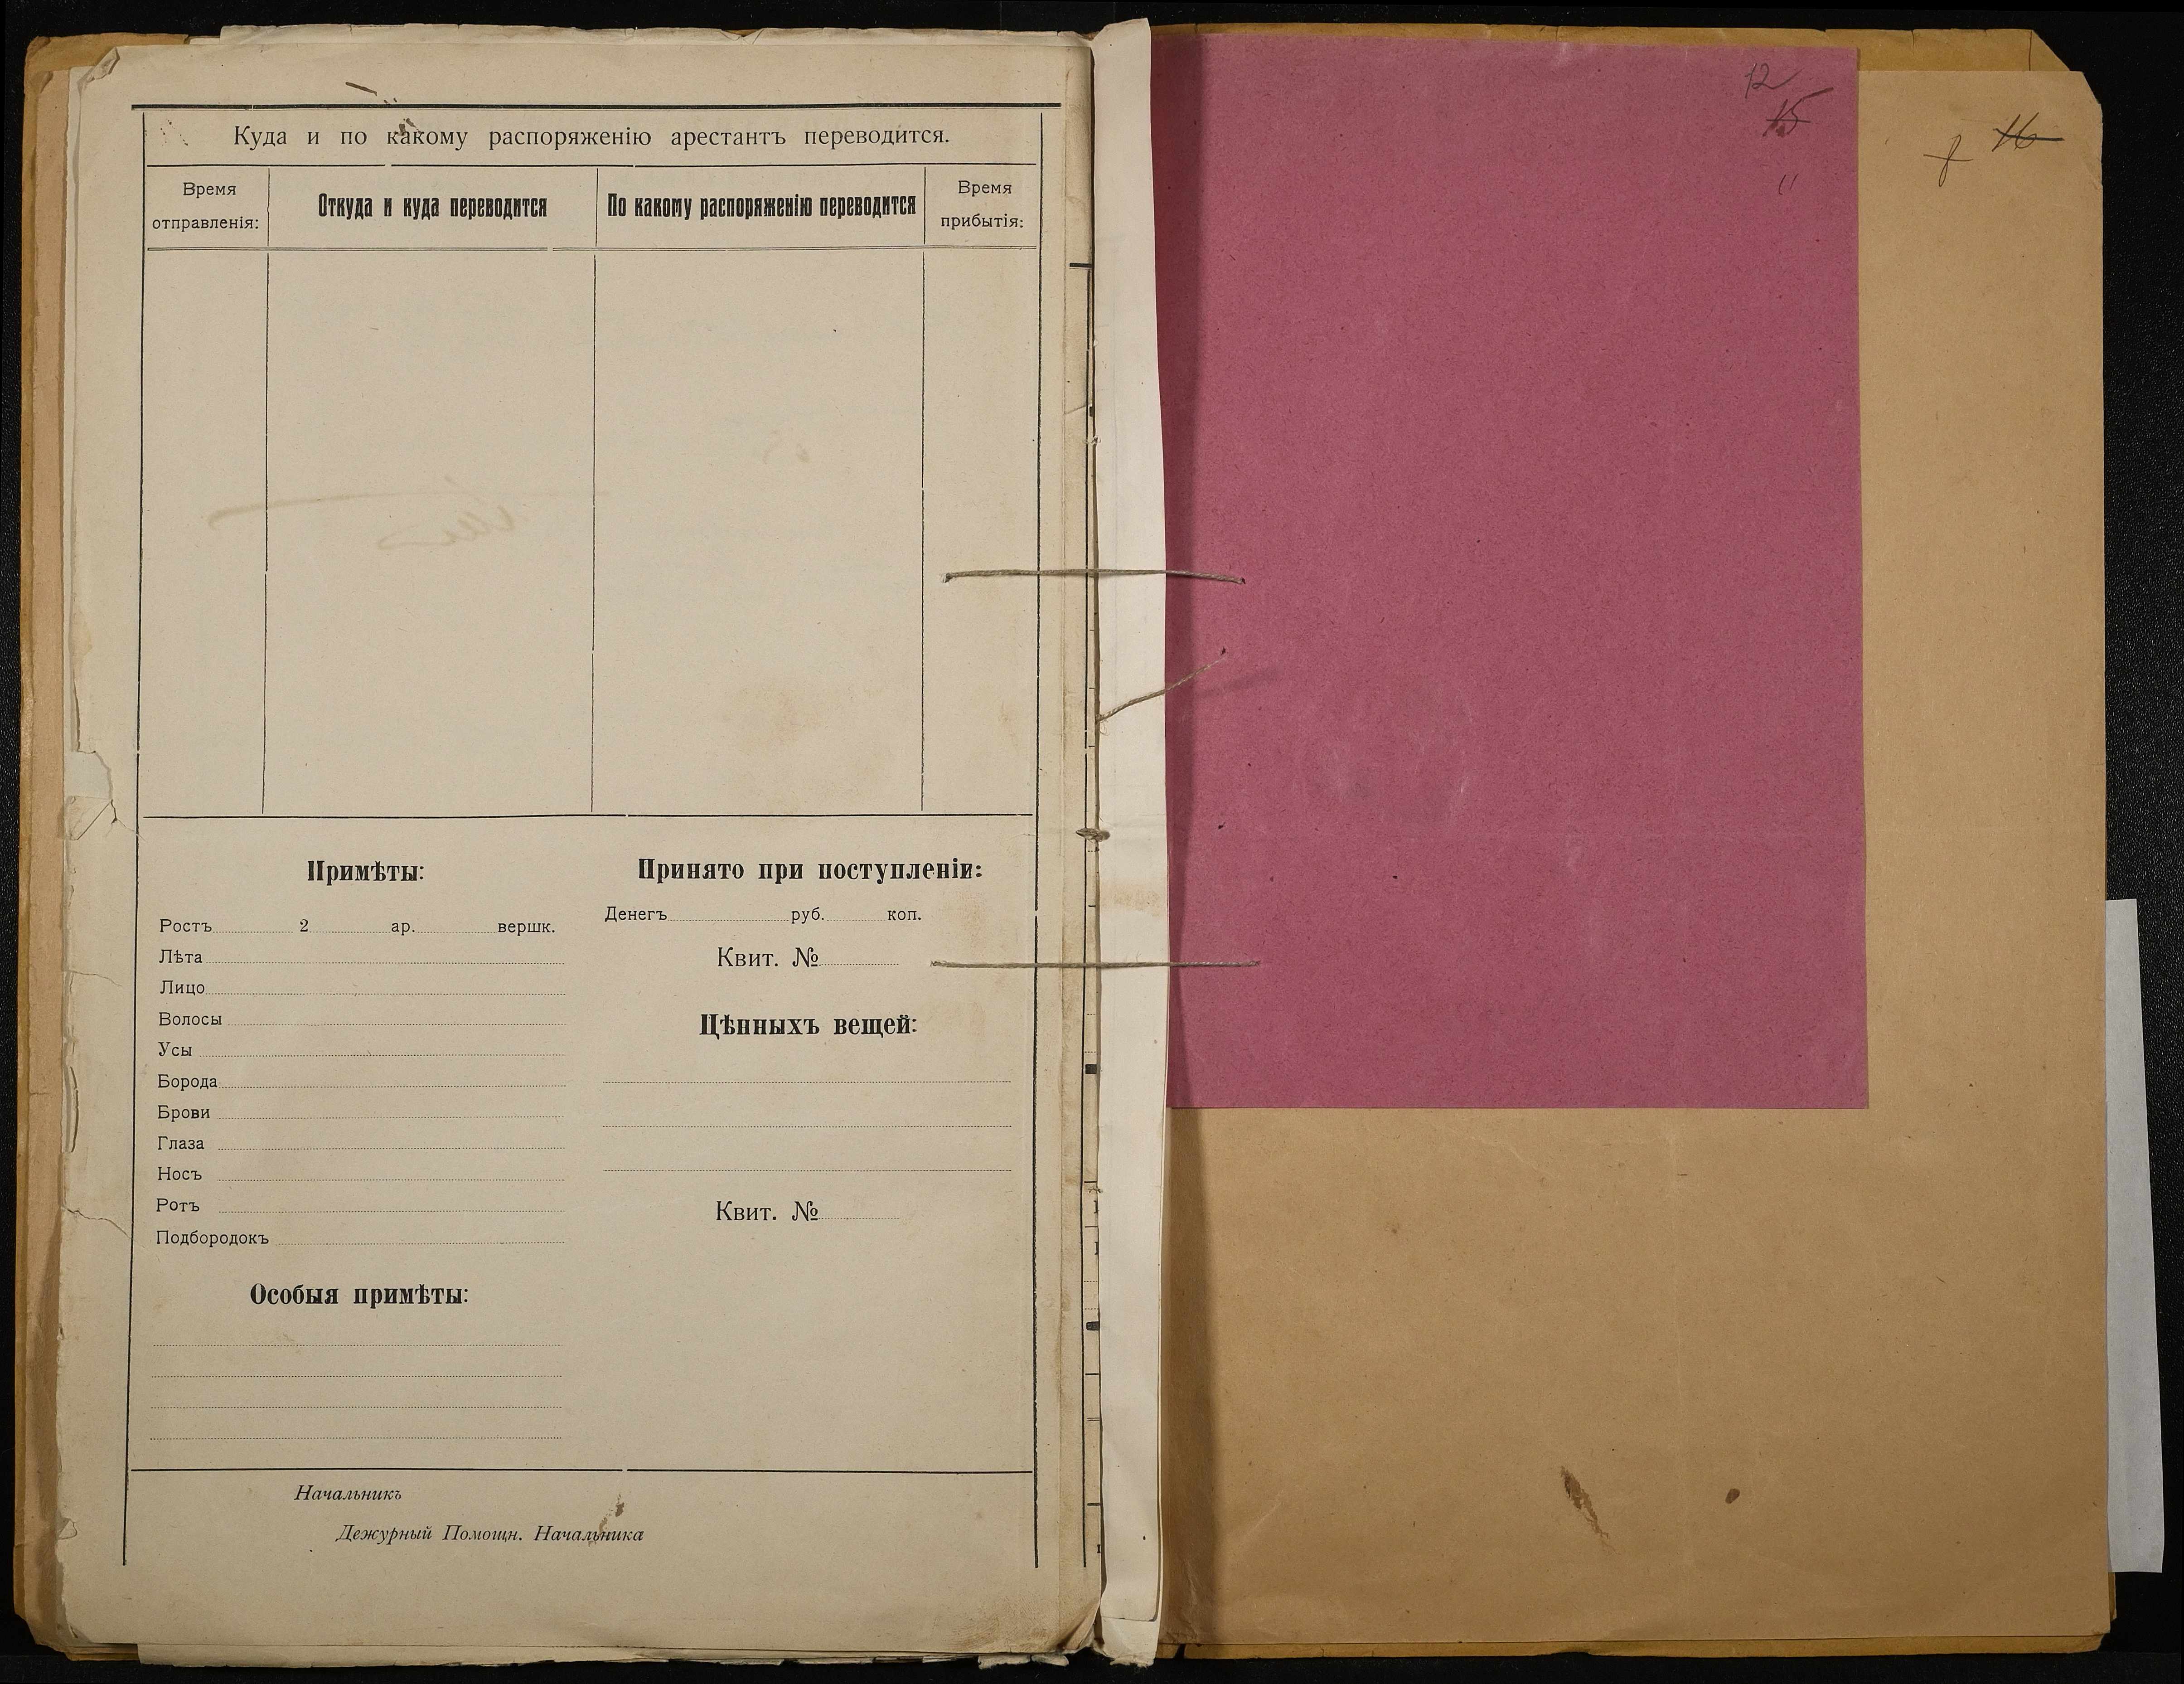 Куда и по какому распоряженію арестантъ переводится.
Время отправленія:
Откуда и куда переводится
По какому распоряженію переводится
Время прибытія:
Примѣты:
Ростъ 2 ар. вершк.
Лѣта
Лицо
Волосы
Усы
Борода
Брови
Глаза
Носъ
Ротъ
Подбородокъ
Особыя примѣты:
Принято при поступленіи:
Денегъ руб. коп.
Квит. №
Цѣнныхъ вещей:
Квит. №
Начальникъ
Дежурный Помощн. Начальника
12
15
11
16